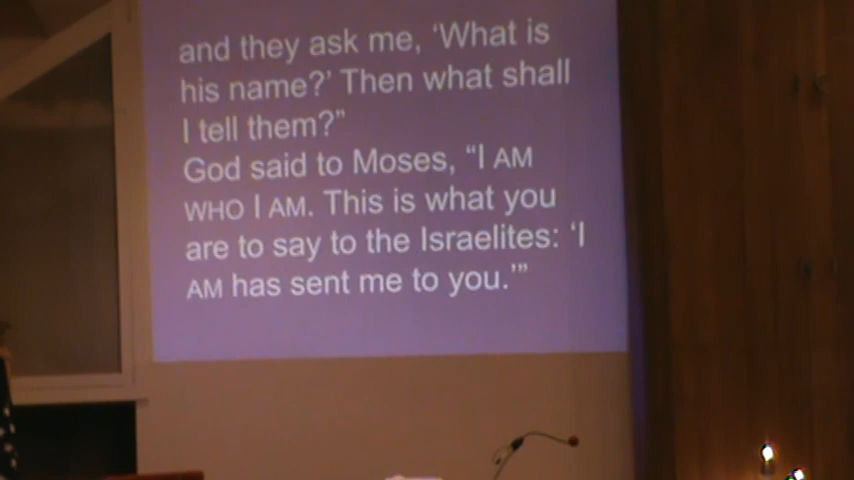 and they ask me, ‘What is
his name?’ Then what shall
I tell them?”
God said to Moses, “I AM
WHO I AM. This is what you
are to say to the Israelites: ‘I
AM has sent me to you.’”